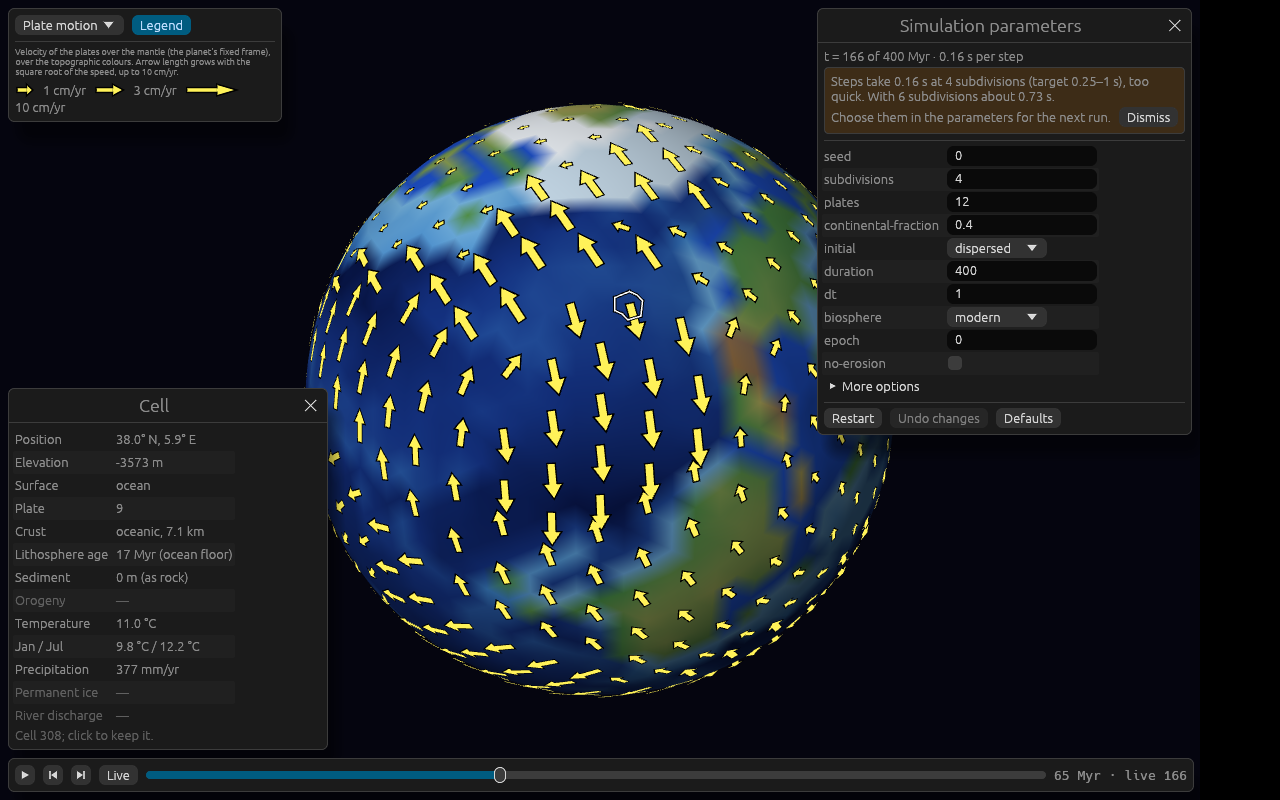 Plate motion
Legend
Velocity of the plates over the mantle (the planet's fixed frame),
over the topographic colours. Arrow length grows with the
square root of the speed, up to 10 cm/yr.
1 cm/yr 3 cm/yr
10 cm/yr
Simulation parameters
t = 166 of 400 Myr · 0.16 s per step
Steps take 0.16 s at 4 subdivisions (target 0.25–1 s), too
quick. With 6 subdivisions about 0.73 s.
Choose them in the parameters for the next run. Dismiss
seed 0
subdivisions 4
plates 12
continental-fraction 0.4
initial dispersed
duration 400
dt 1
biosphere modern
epoch 0
no-erosion
More options
Restart Undo changes Defaults
Cell
Position 38.0° N, 5.9° E
Elevation -3573 m
Surface ocean
Plate 9
Crust oceanic, 7.1 km
Lithosphere age 17 Myr (ocean floor)
Sediment 0 m (as rock)
Orogeny —
Temperature 11.0 °C
Jan / Jul 9.8 °C / 12.2 °C
Precipitation 377 mm/yr
Permanent ice —
River discharge —
Cell 308; click to keep it.
Live
65 Myr · live 166